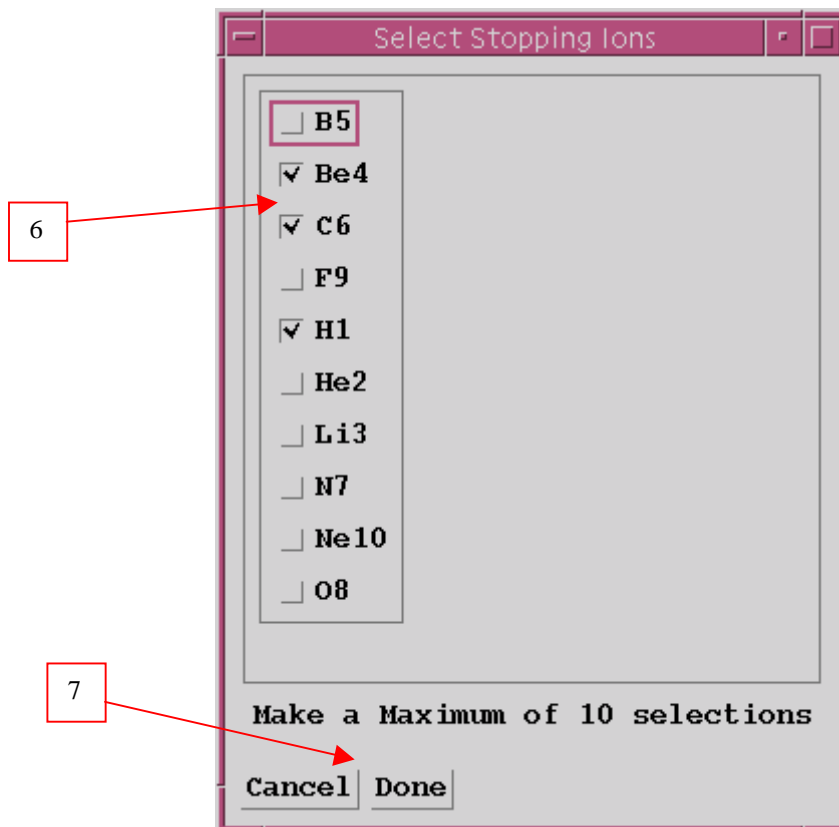 Select Stopping Ions
B5
Be4
6
C6
F9
H1
He2
Li3
N7
Ne10
O8
7
Make a Maximum of 10 selections
Cancel Done